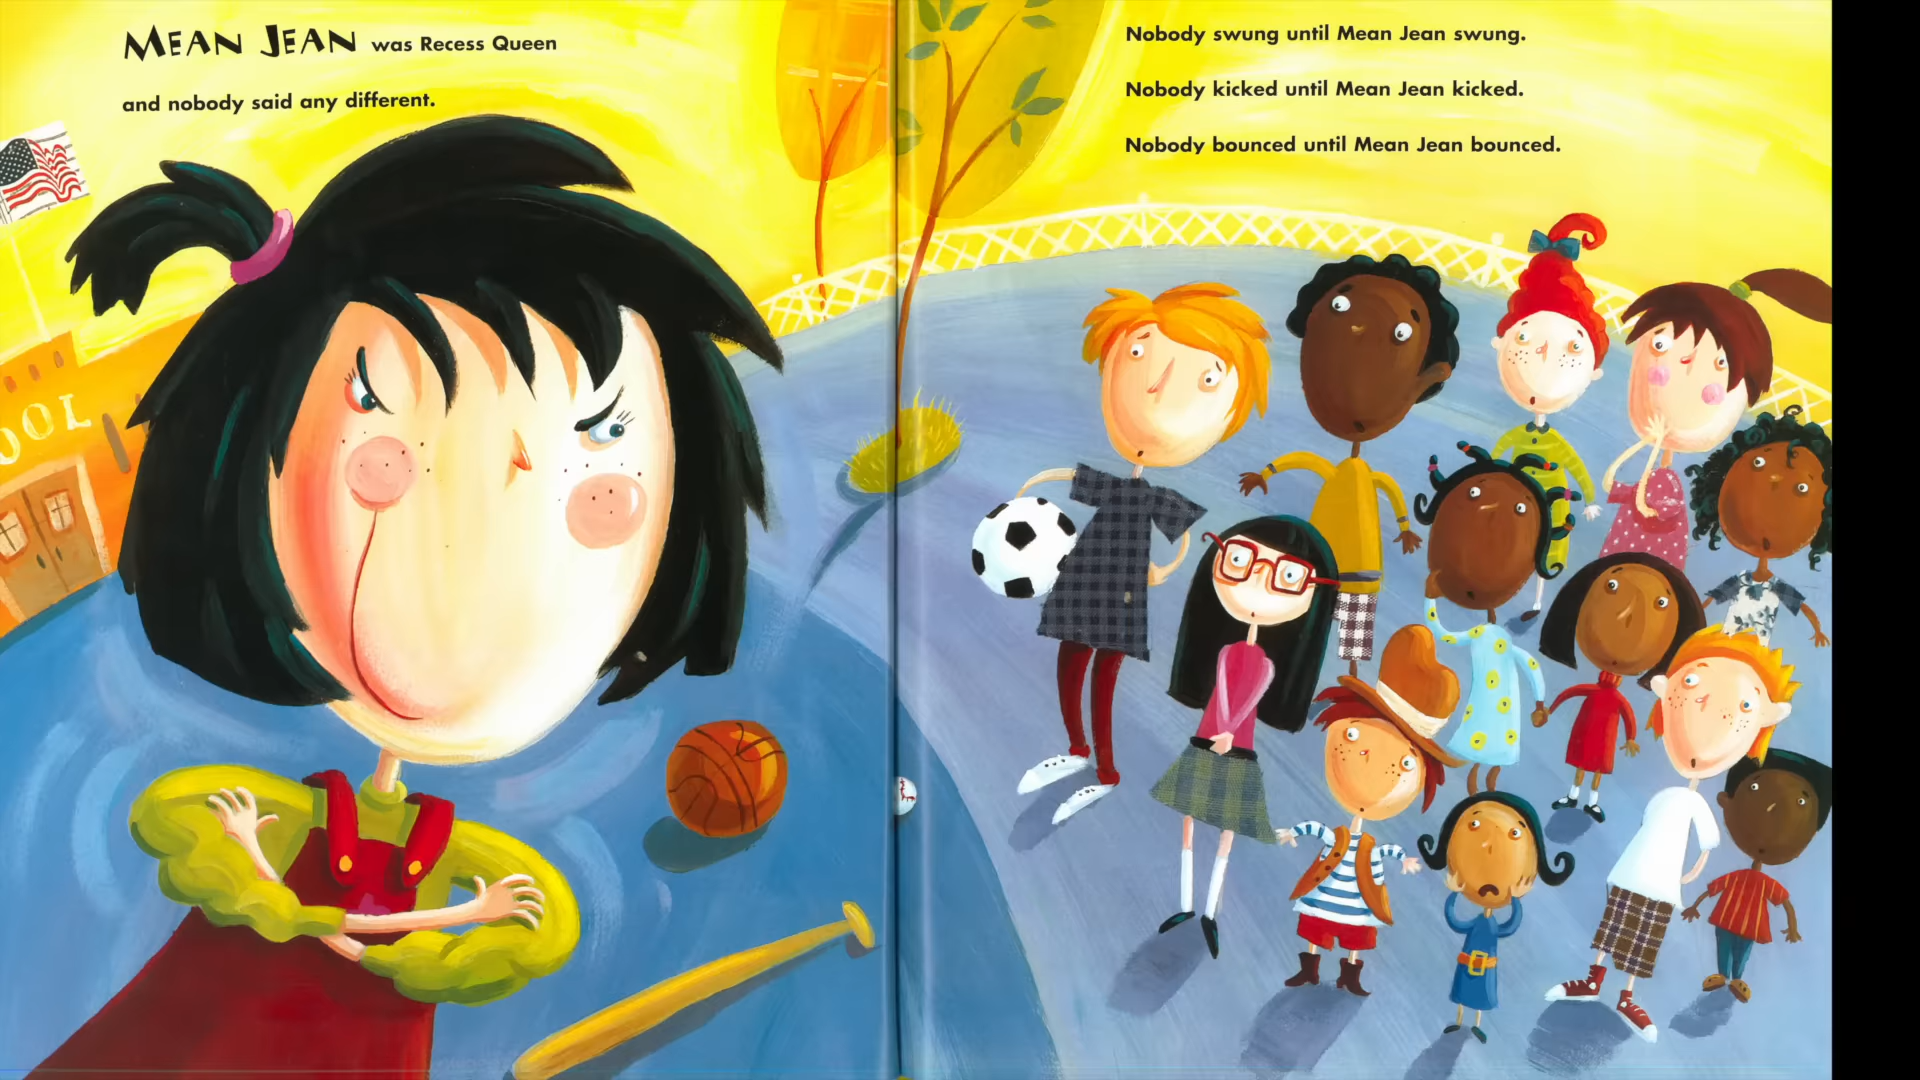 MEAN JEAN was Recess Queen
and nobody said any different.
OOL
Nobody swung until Mean Jean swung.
Nobody kicked until Mean Jean kicked.
Nobody bounced until Mean Jean bounced.